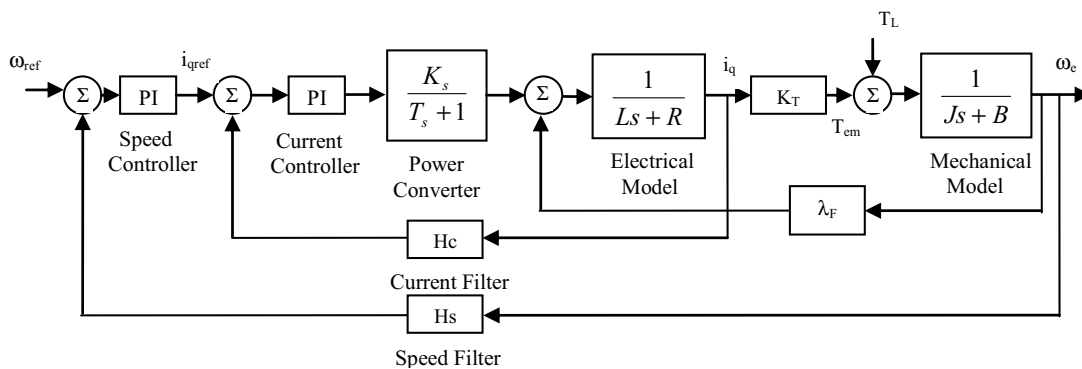 ω_ref
Σ
PI
Speed
Controller
i_qref
Σ
PI
Current
Controller
K_s
T_s + 1
Power
Converter
Σ
1
Ls + R
Electrical
Model
i_q
K_T
T_em
T_L
Σ
1
Js + B
Mechanical
Model
ω_e
λ_F
Hc
Current Filter
Hs
Speed Filter